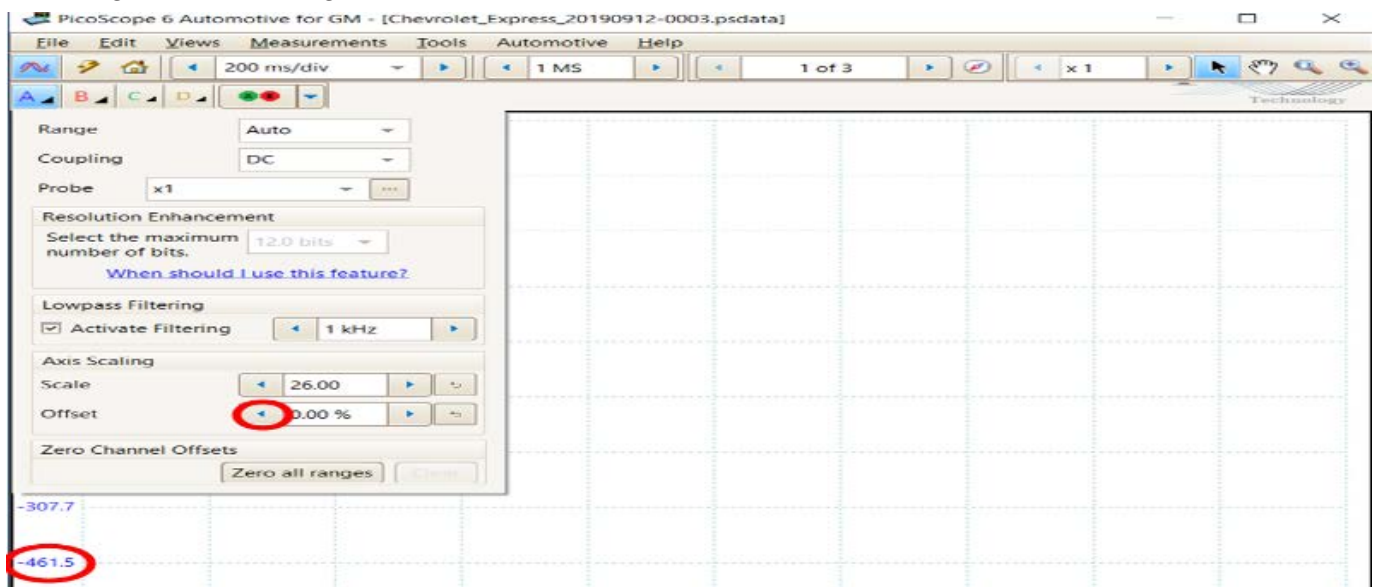 PicoScope 6 Automotive for GM - [Chevrolet_Express_20190912-0003.psdata]
File Edit Views Measurements Tools Automotive Help
200 ms/div 1 MS 1 of 3 x 1
A B C D
Technology
Range Auto
Coupling DC
Probe x1 ...
Resolution Enhancement
Select the maximum 12.0 bits
number of bits.
When should I use this feature?
Lowpass Filtering
Activate Filtering 1 kHz
Axis Scaling
Scale 26.00
Offset 0.00 %
Zero Channel Offsets
Zero all ranges Clear
-307.7
-461.5